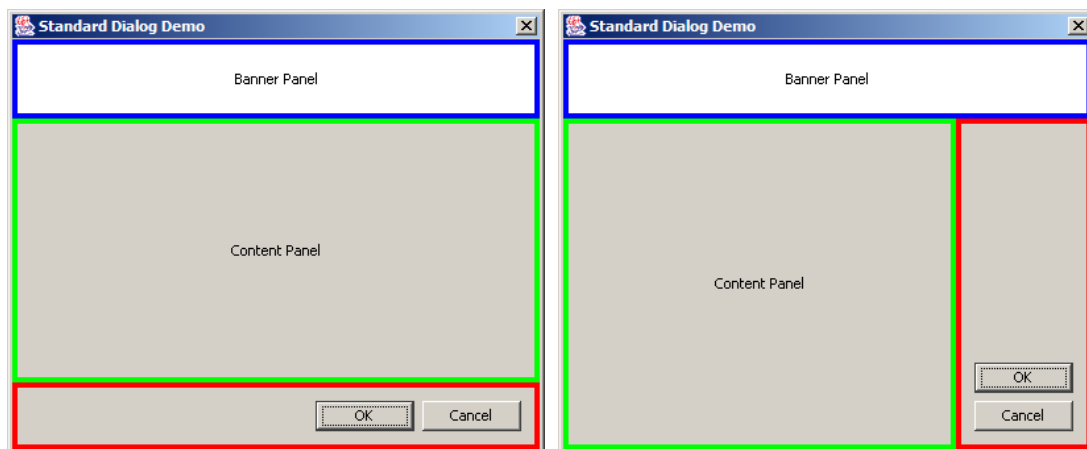 Standard Dialog Demo
Banner Panel
Content Panel
OK
Cancel
Standard Dialog Demo
Banner Panel
Content Panel
OK
Cancel